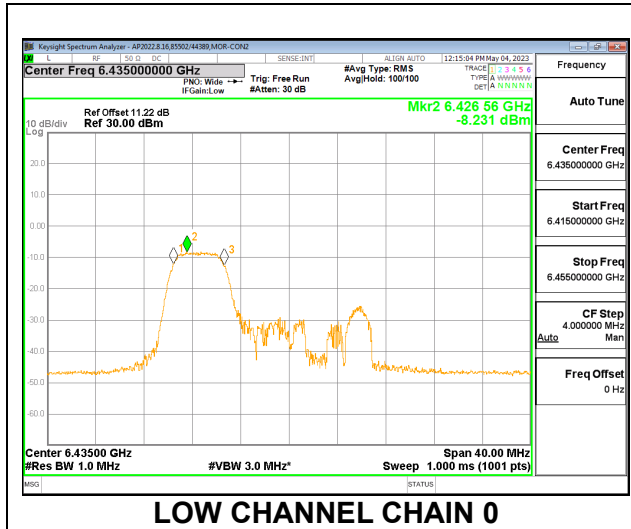 Keysight Spectrum Analyzer - AP2022.8.16,85502/44389,MOR-CON2
L RF 50 Ω DC SENSE:INT ALIGN AUTO 12:15:04 PM May 04, 2023
Center Freq 6.435000000 GHz #Avg Type: RMS TRACE 1 2 3 4 5 6 Frequency
PNO: Wide Trig: Free Run Avg|Hold: 100/100 TYPE A WWWWW
IFGain:Low #Atten: 30 dB DET A N N N N N
Auto Tune
Mkr2 6.426 56 GHz
Ref Offset 11.22 dB
10 dB/div Ref 30.00 dBm -8.231 dBm
Log
20.0
10.0
0.00
-10.0
-20.0
-30.0
-40.0
-50.0
-60.0
1 2 3
Center Freq
6.435000000 GHz
Start Freq
6.415000000 GHz
Stop Freq
6.455000000 GHz
CF Step
4.000000 MHz
Auto Man
Freq Offset
0 Hz
Center 6.43500 GHz Span 40.00 MHz
#Res BW 1.0 MHz #VBW 3.0 MHz* Sweep 1.000 ms (1001 pts)
MSG STATUS
LOW CHANNEL CHAIN 0